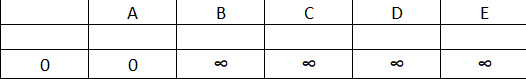 A B C D E
0 0 ∞ ∞ ∞ ∞